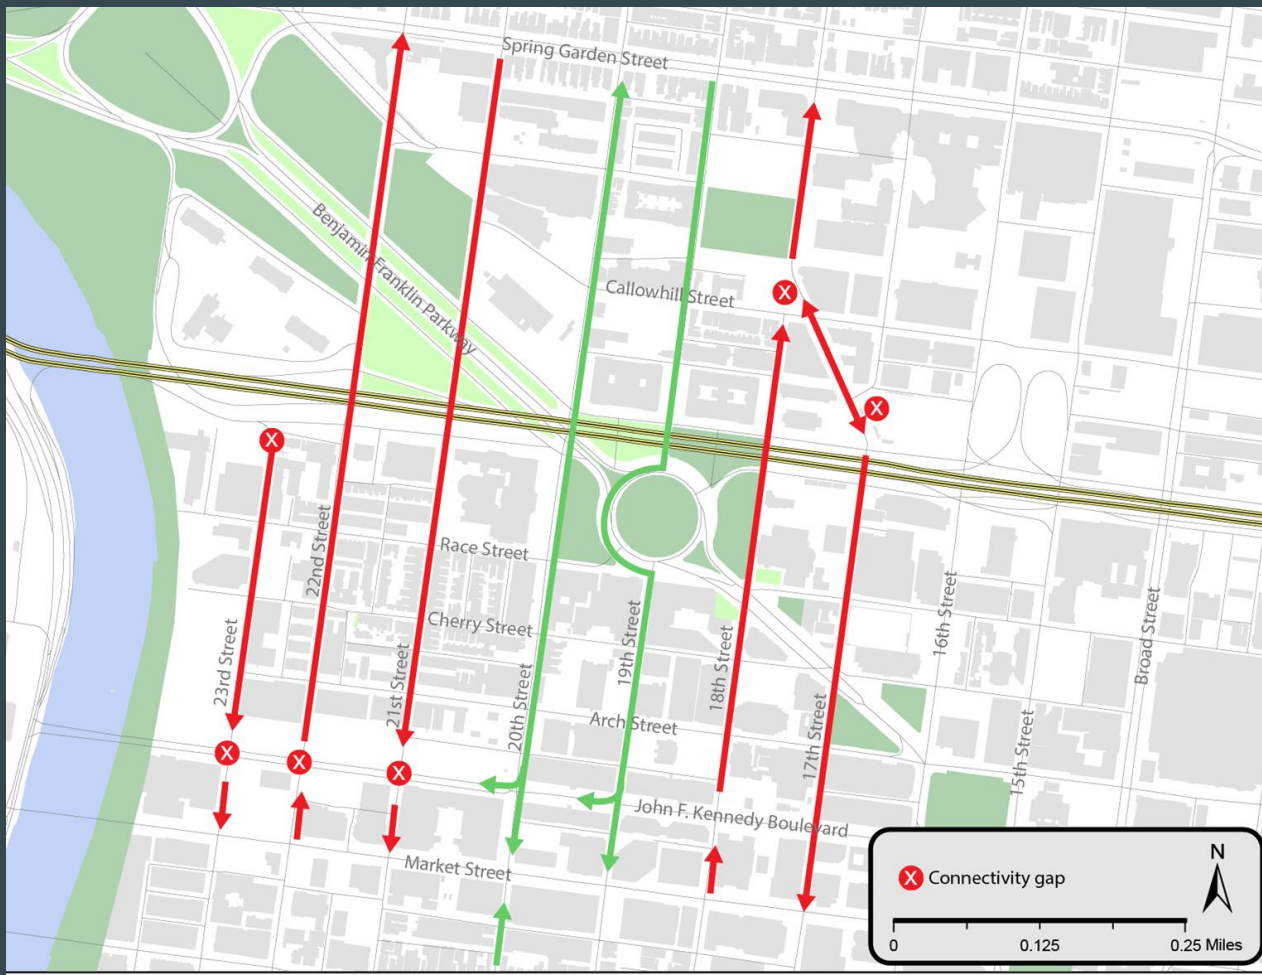 Spring Garden Street
Benjamin Franklin Parkway
Callowhill Street
X
X
X
22nd Street
Race Street
Cherry Street
23rd Street
21st Street
20th Street
19th Street
18th Street
17th Street
16th Street
Broad Street
15th Street
Arch Street
X
X
X
John F. Kennedy Boulevard
Market Street
N
X Connectivity gap
0 0.125 0.25 Miles